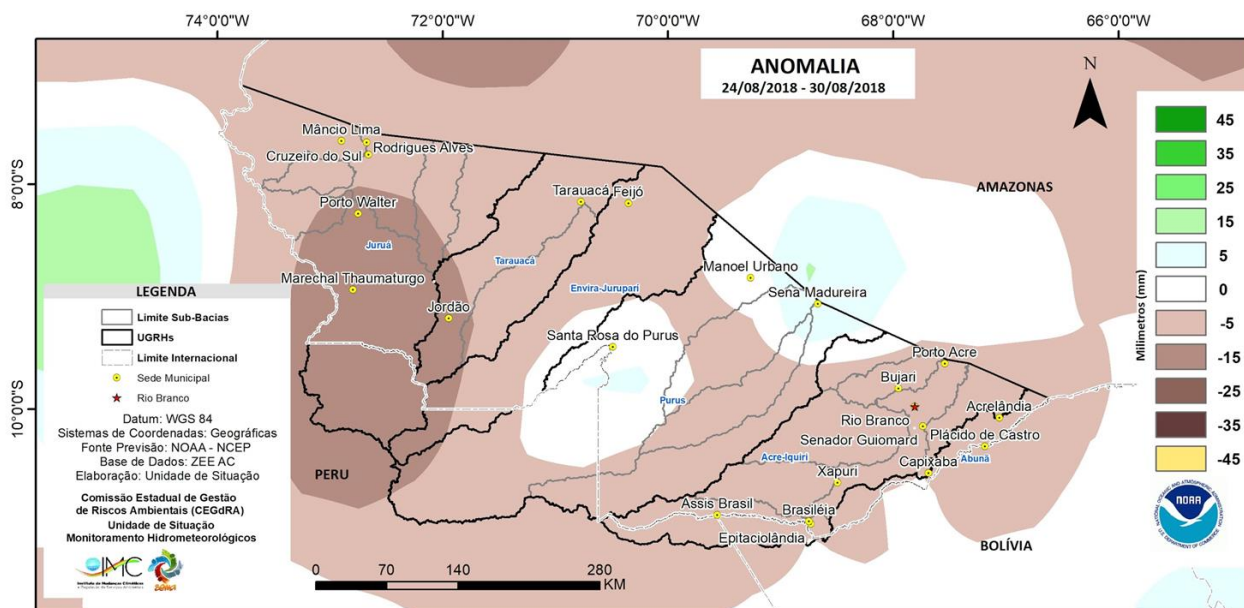 74°0'0"W
72°0'0"W
70°0'0"W
68°0'0"W
66°0'0"W
ANOMALIA
24/08/2018 - 30/08/2018
N
8°0'0"S
10°0'0"S
Mâncio Lima
Cruzeiro do Sul
Rodrigues Alves
Porto Walter
Tarauacá
Feijó
AMAZONAS
Juruá
Tarauacá
Marechal Thaumaturgo
Manoel Urbano
Envira-Jurupari
Sena Madureira
Jordão
Santa Rosa do Purus
Porto Acre
Bujari
Purus
Rio Branco
Acrelândia
Senador Guiomard
Plácido de Castro
Acre-Iquiri
Abunã
Xapuri
Capixaba
PERU
Assis Brasil
Brasiléia
Epitaciolândia
BOLÍVIA
LEGENDA
Limite Sub-Bacias
UGRHs
Limite Internacional
Sede Municipal
Rio Branco
Datum: WGS 84
Sistemas de Coordenadas: Geográficas
Fonte Previsão: NOAA - NCEP
Base de Dados: ZEE AC
Elaboração: Unidade de Situação
Comissão Estadual de Gestão
de Riscos Ambientais (CEGdRA)
Unidade de Situação
Monitoramento Hidrometeorológicos
IMC
0 70 140 280
KM
Milímetros (mm)
45
35
25
15
5
0
-5
-15
-25
-35
-45
NOAA